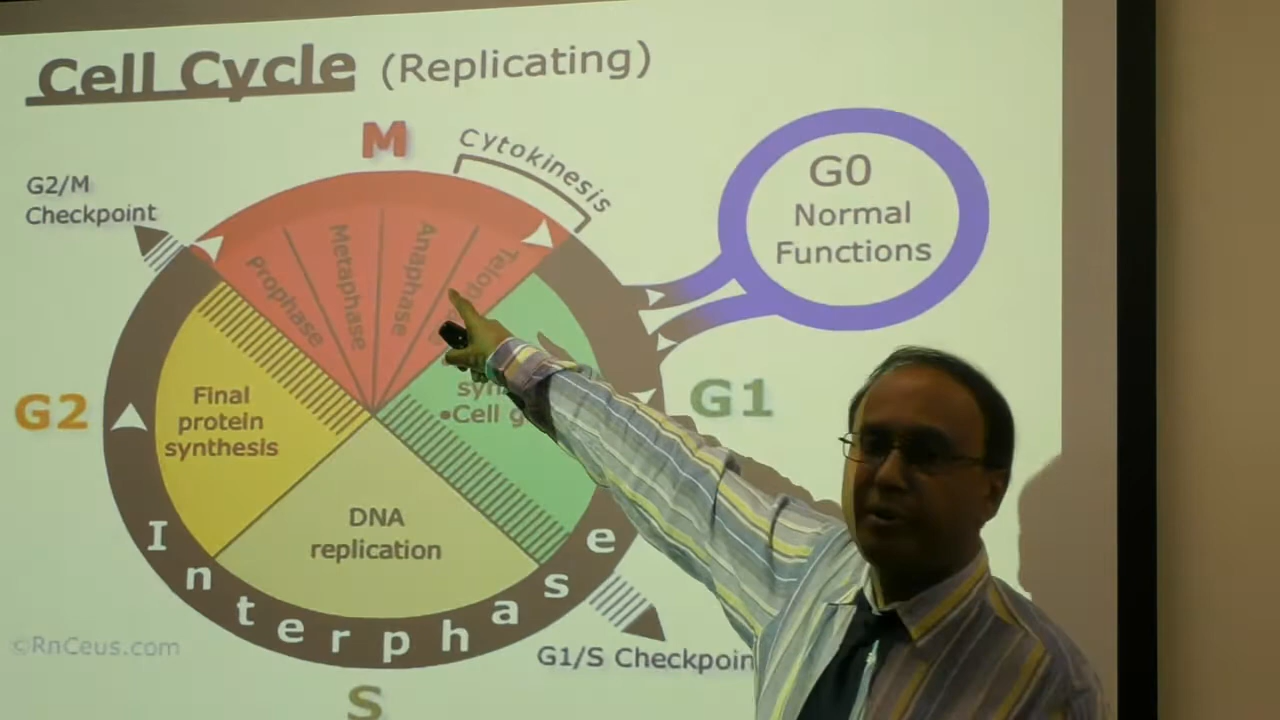 Cell Cycle (Replicating)
M
Cytokinesis
G2/M
Checkpoint
G0
Normal
Functions
Prophase
Metaphase
Anaphase
G2
Final
protein
synthesis
•Cell
G1
DNA
replication
Interphase
G1/S Checkpoin
S
©RnCeus.com